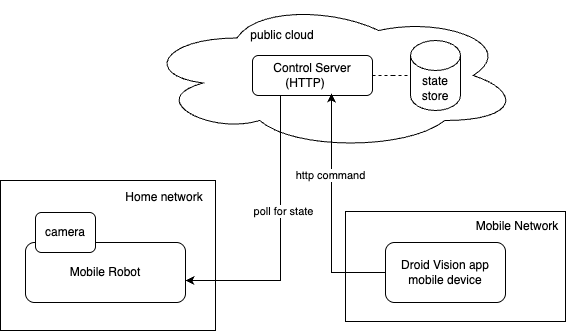 public cloud
Control Server
(HTTP)
state
store
http command
Home network
poll for state
camera
Mobile Network
Mobile Robot
Droid Vision app
mobile device